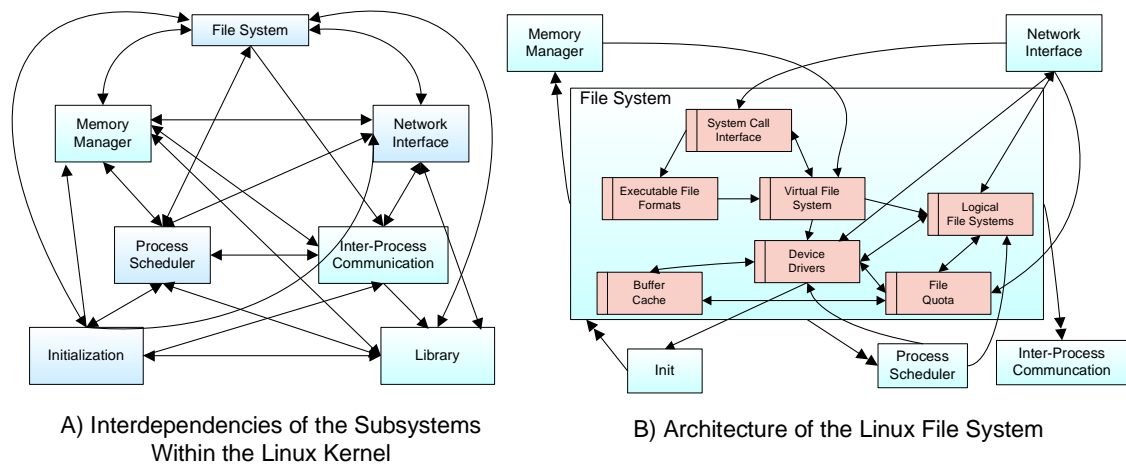 File System
Memory
Manager
Network
Interface
Process
Scheduler
Inter-Process
Communication
Initialization
Library
A) Interdependencies of the Subsystems
Within the Linux Kernel
Memory
Manager
Network
Interface
File System
System Call
Interface
Executable File
Formats
Virtual File
System
Logical
File Systems
Device
Drivers
Buffer
Cache
File
Quota
Init
Process
Scheduler
Inter-Process
Communcation
B) Architecture of the Linux File System